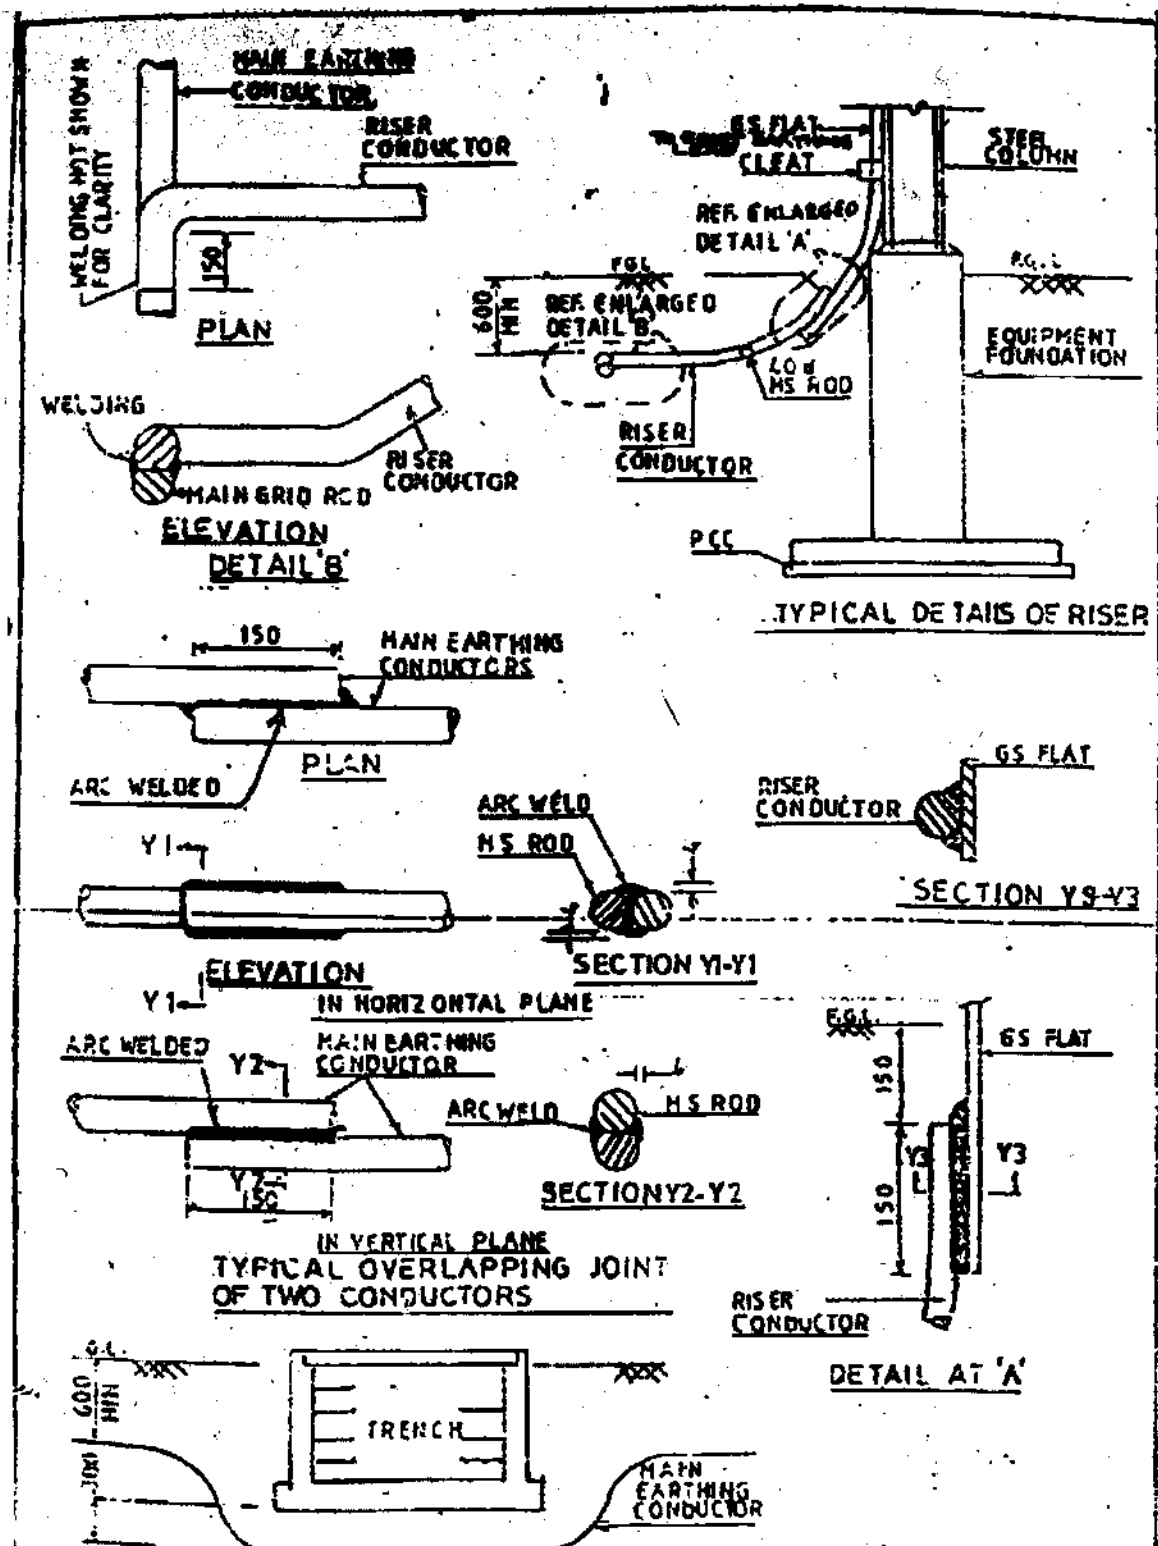 MAIN EARTHING
CONDUCTOR
RISER
CONDUCTOR
WELDING NOT SHOWN
FOR CLARITY
150
PLAN
GS FLAT
CLEAT
STEEL
COLUMN
REF. ENLARGED
DETAIL 'A'
F.G.L
F.G.L
600
MIN
REF. ENLARGED
DETAIL 'B'
EQUIPMENT
FOUNDATION
MS ROD
RISER
CONDUCTOR
WELDING
RISER
CONDUCTOR
MAIN GRID ROD
ELEVATION
DETAIL 'B'
PCC
TYPICAL DETAILS OF RISER
150
MAIN EARTHING
CONDUCTORS
PLAN
ARC WELDED
GS FLAT
RISER
CONDUCTOR
SECTION Y3-Y3
ARC WELD
MS ROD
Y1
4
ELEVATION
SECTION Y1-Y1
Y1
IN HORIZONTAL PLANE
ARC WELDED
Y2
MAIN EARTHING
CONDUCTOR
4
ARC WELD
MS ROD
Y2
150
SECTION Y2-Y2
IN VERTICAL PLANE
TYPICAL OVERLAPPING JOINT
OF TWO CONDUCTORS
F.G.L.
GS FLAT
150
Y3
Y3
150
RISER
CONDUCTOR
DETAIL AT 'A'
G.L.
600
MIN
300
TRENCH
MAIN
EARTHING
CONDUCTOR